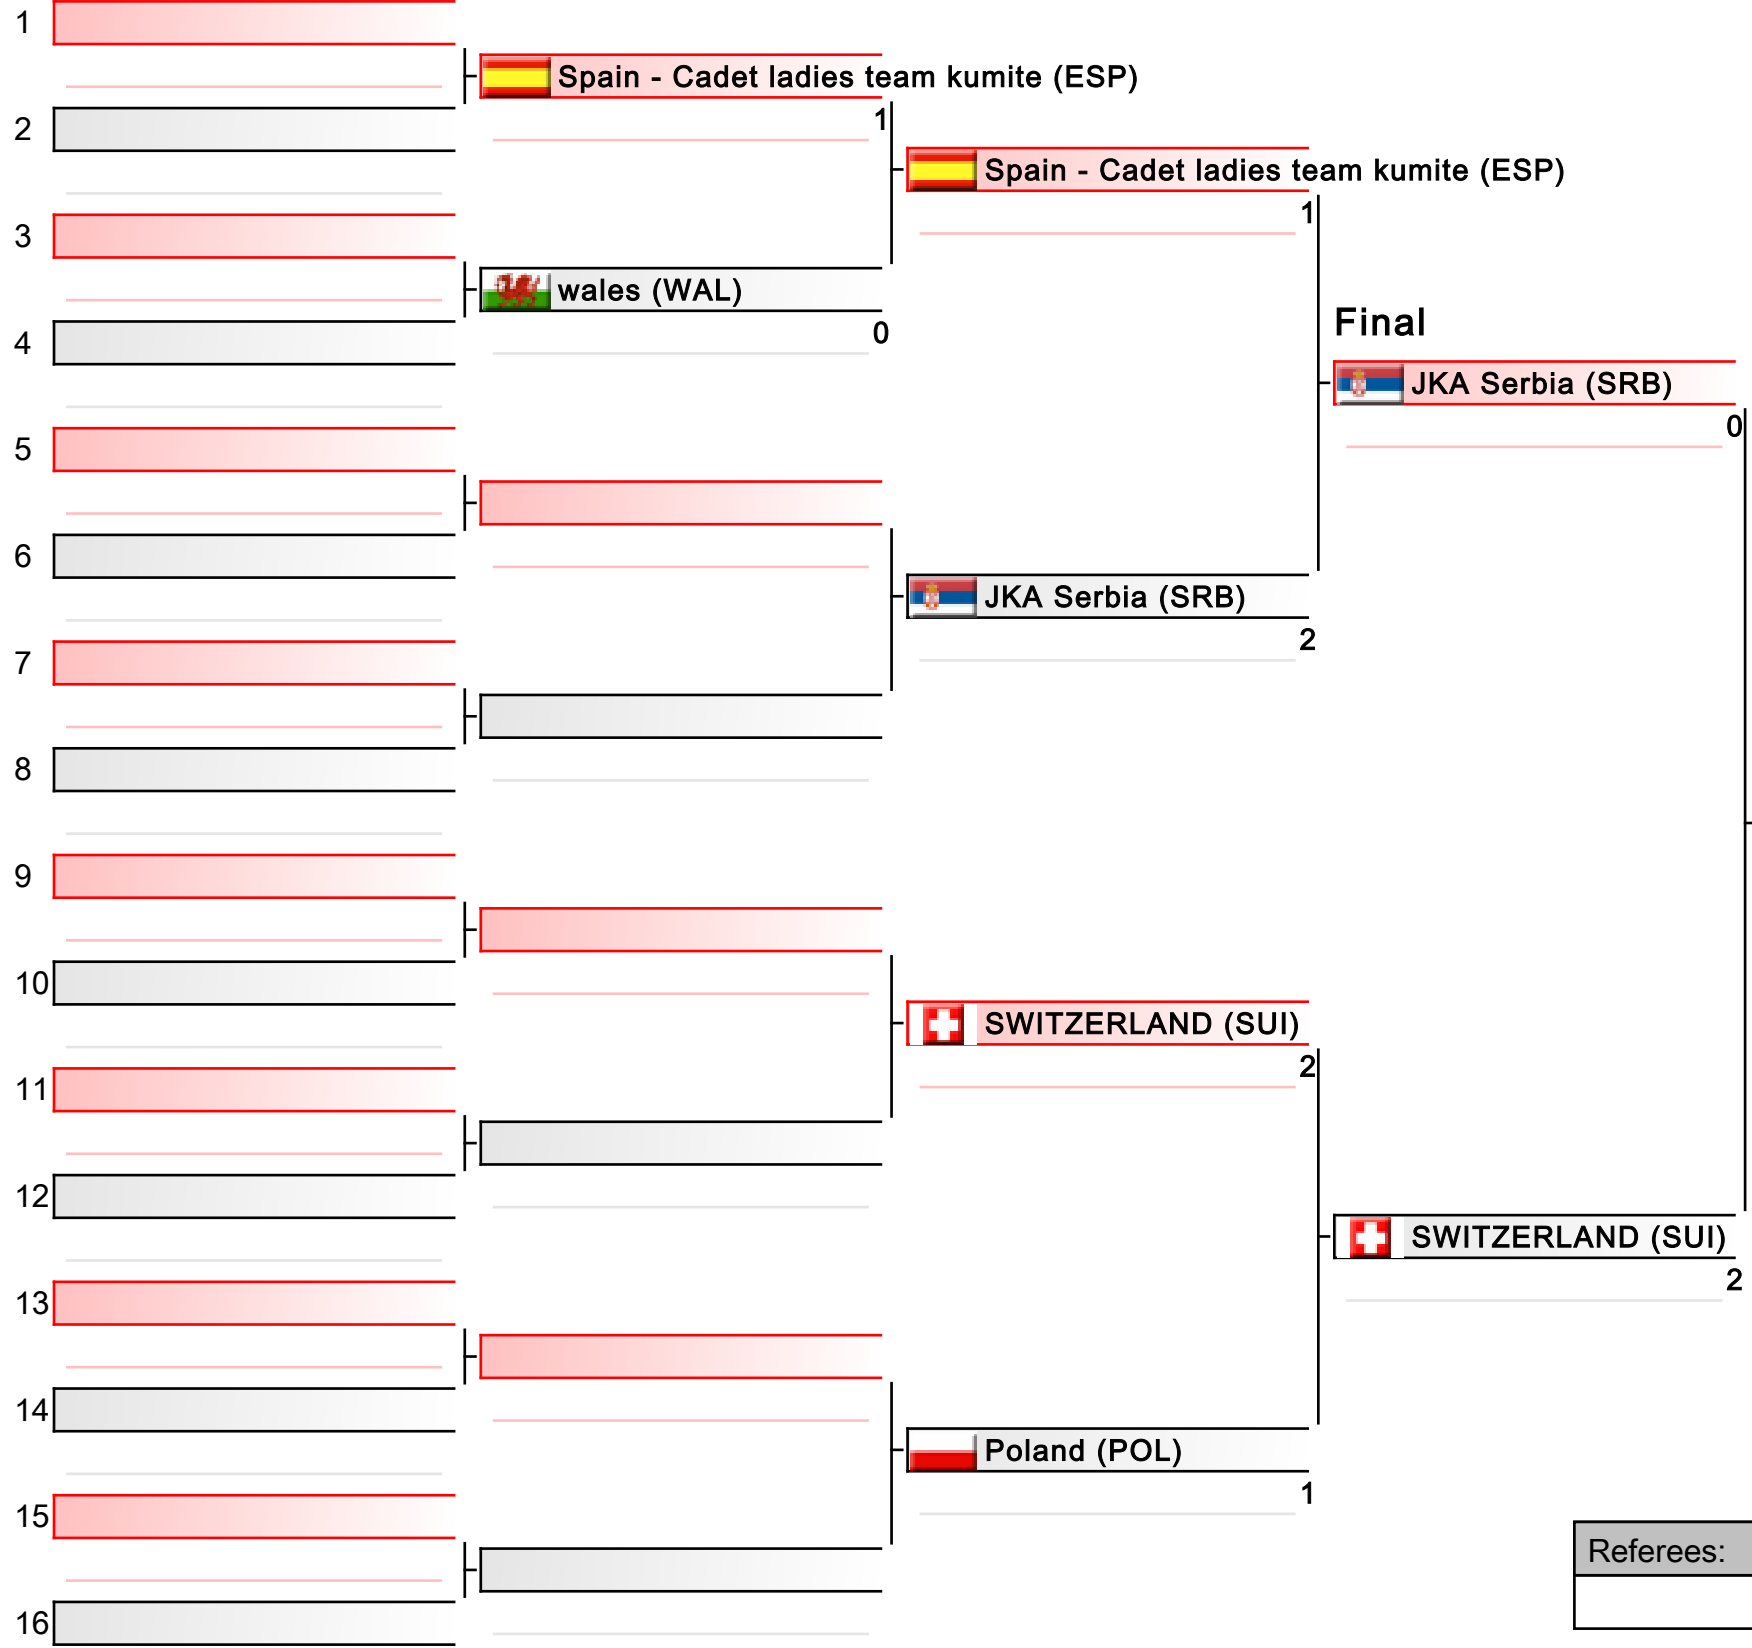 1
Spain - Cadet ladies team kumite (ESP)
1
2
Spain - Cadet ladies team kumite (ESP)
1
3
wales (WAL)
0
4
Final
JKA Serbia (SRB)
0
5
6
JKA Serbia (SRB)
2
7
8
9
10
SWITZERLAND (SUI)
2
11
12
SWITZERLAND (SUI)
2
13
14
Poland (POL)
1
15
Referees:
16